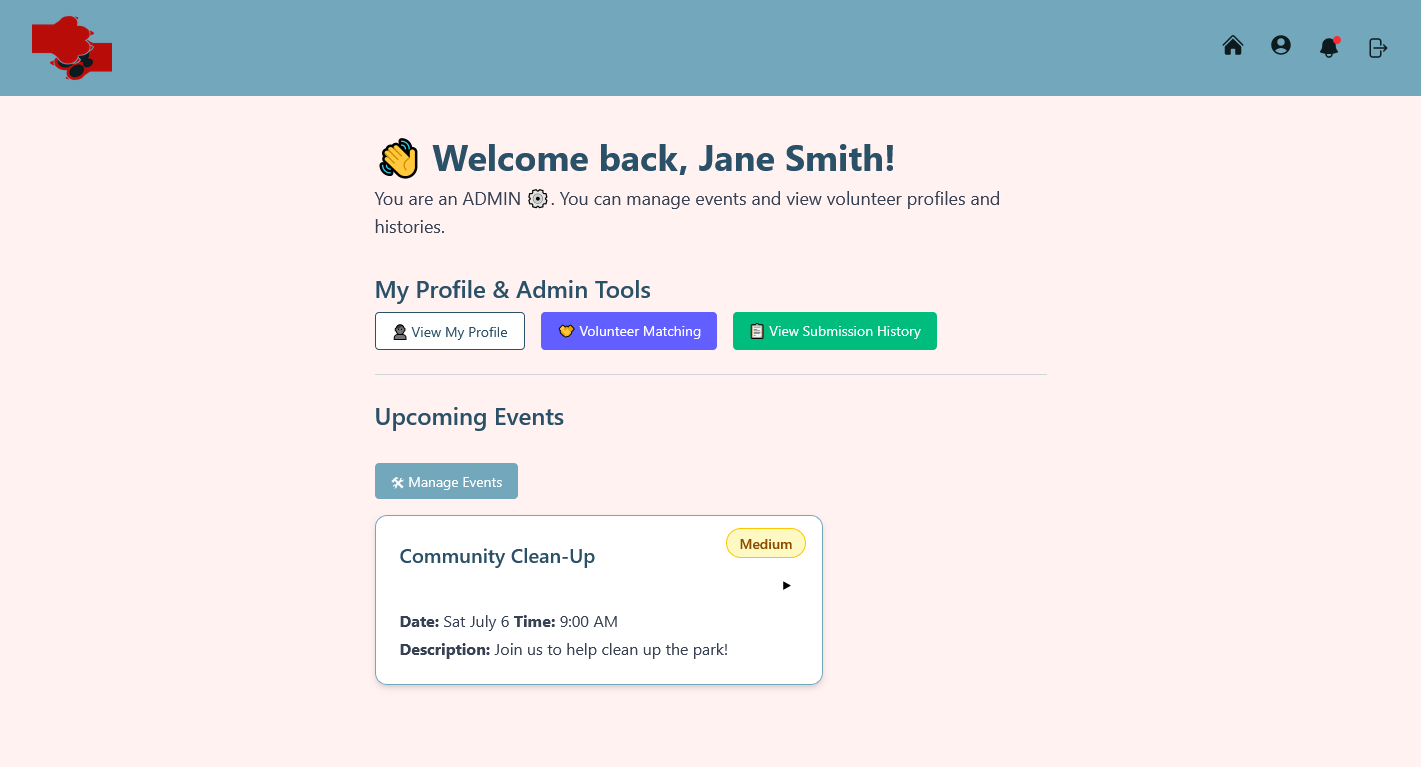 👋 Welcome back, Jane Smith!
You are an ADMIN ⚙️. You can manage events and view volunteer profiles and
histories.
My Profile & Admin Tools
View My Profile
Volunteer Matching
View Submission History
Upcoming Events
🛠 Manage Events
Medium
Community Clean-Up
▶
Date: Sat July 6 Time: 9:00 AM
Description: Join us to help clean up the park!